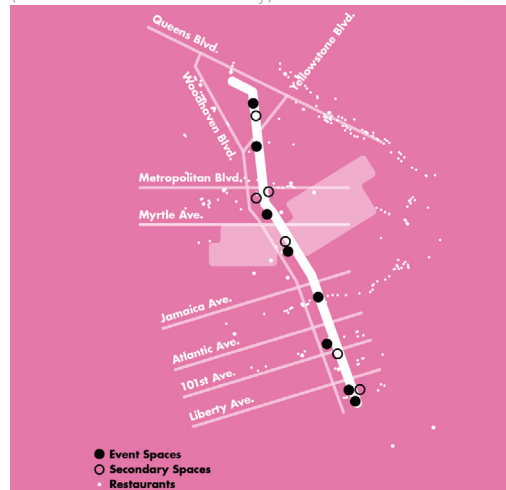 Queens Blvd.
Yellowstone Blvd.
Woodhaven Blvd.
Metropolitan Blvd.
Myrtle Ave.
Jamaica Ave.
Atlantic Ave.
101st Ave.
Liberty Ave.
Event Spaces
Secondary Spaces
Restaurants